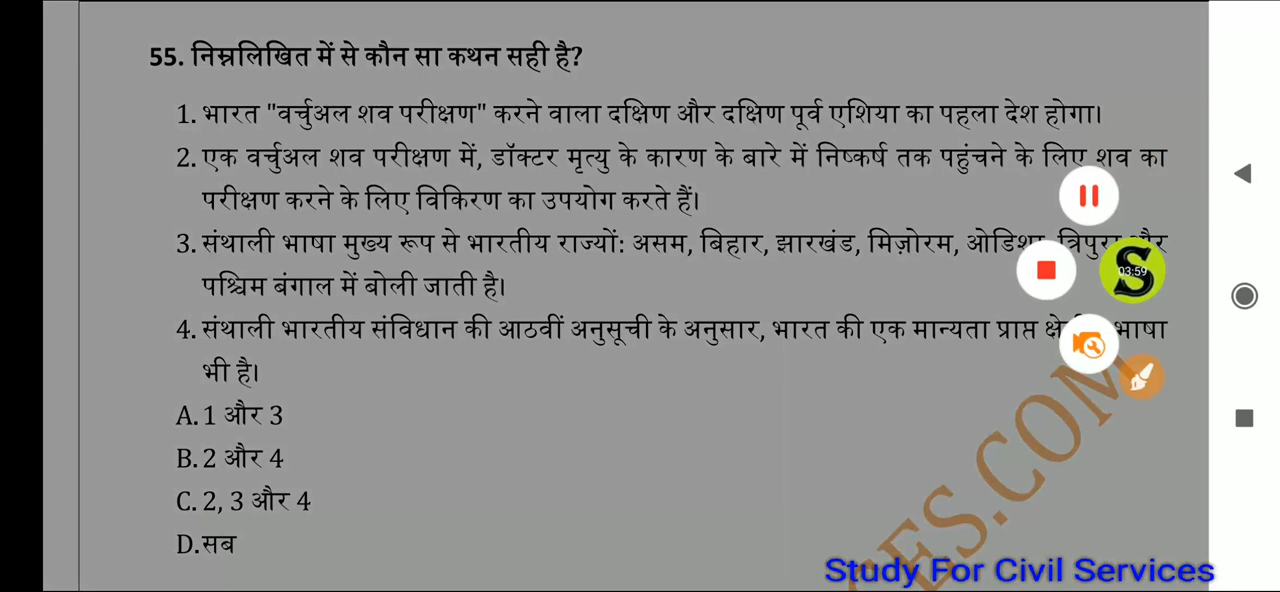 55. निम्नलिखित में से कौन सा कथन सही है?
1. भारत "वर्चुअल शव परीक्षण" करने वाला दक्षिण और दक्षिण पूर्व एशिया का पहला देश होगा।
2. एक वर्चुअल शव परीक्षण में, डॉक्टर मृत्यु के कारण के बारे में निष्कर्ष तक पहुंचने के लिए शव का
परीक्षण करने के लिए विकिरण का उपयोग करते हैं।
3. संथाली भाषा मुख्य रूप से भारतीय राज्यों: असम, बिहार, झारखंड, मिज़ोरम, ओडिशा, त्रिपुरा और
03:59
पश्चिम बंगाल में बोली जाती है।
4. संथाली भारतीय संविधान की आठवीं अनुसूची के अनुसार, भारत की एक मान्यता प्राप्त भाषा
भी है।
A. 1 और 3
B. 2 और 4
C. 2, 3 और 4
D. सब
ES.COM
Study For Civil Services